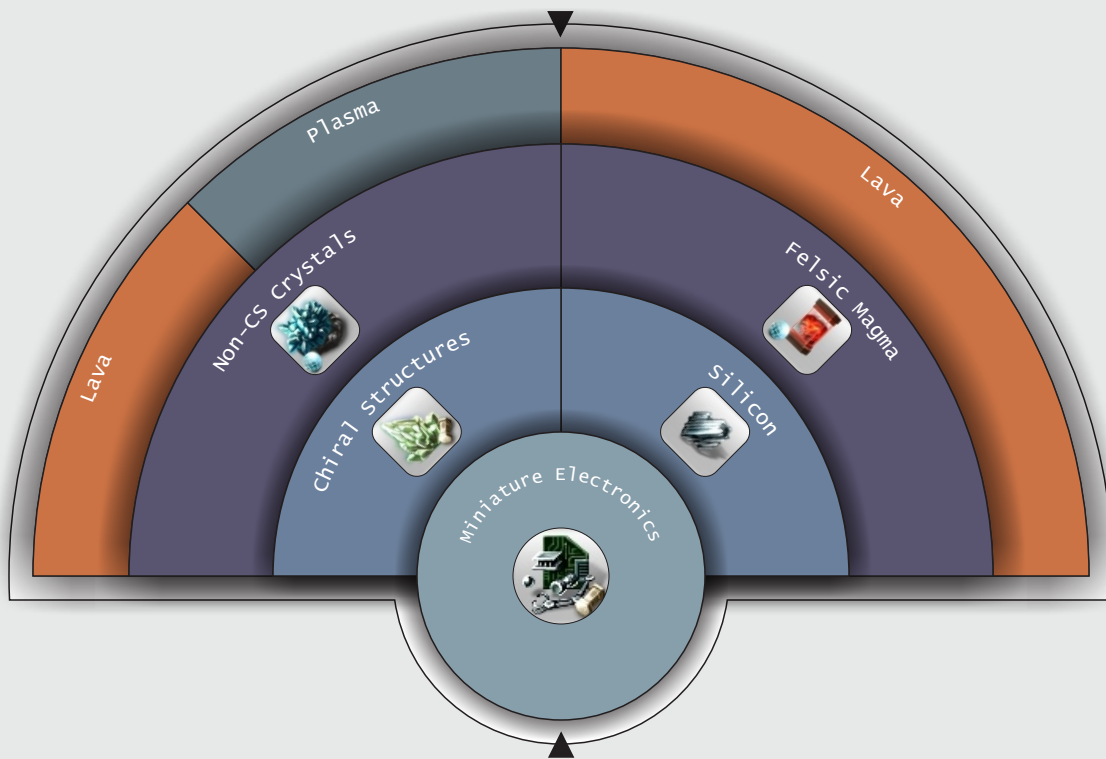 Plasma
Lava
Lava
Non-CS Crystals
Felsic Magma
Chiral Structures
Silicon
Miniature Electronics